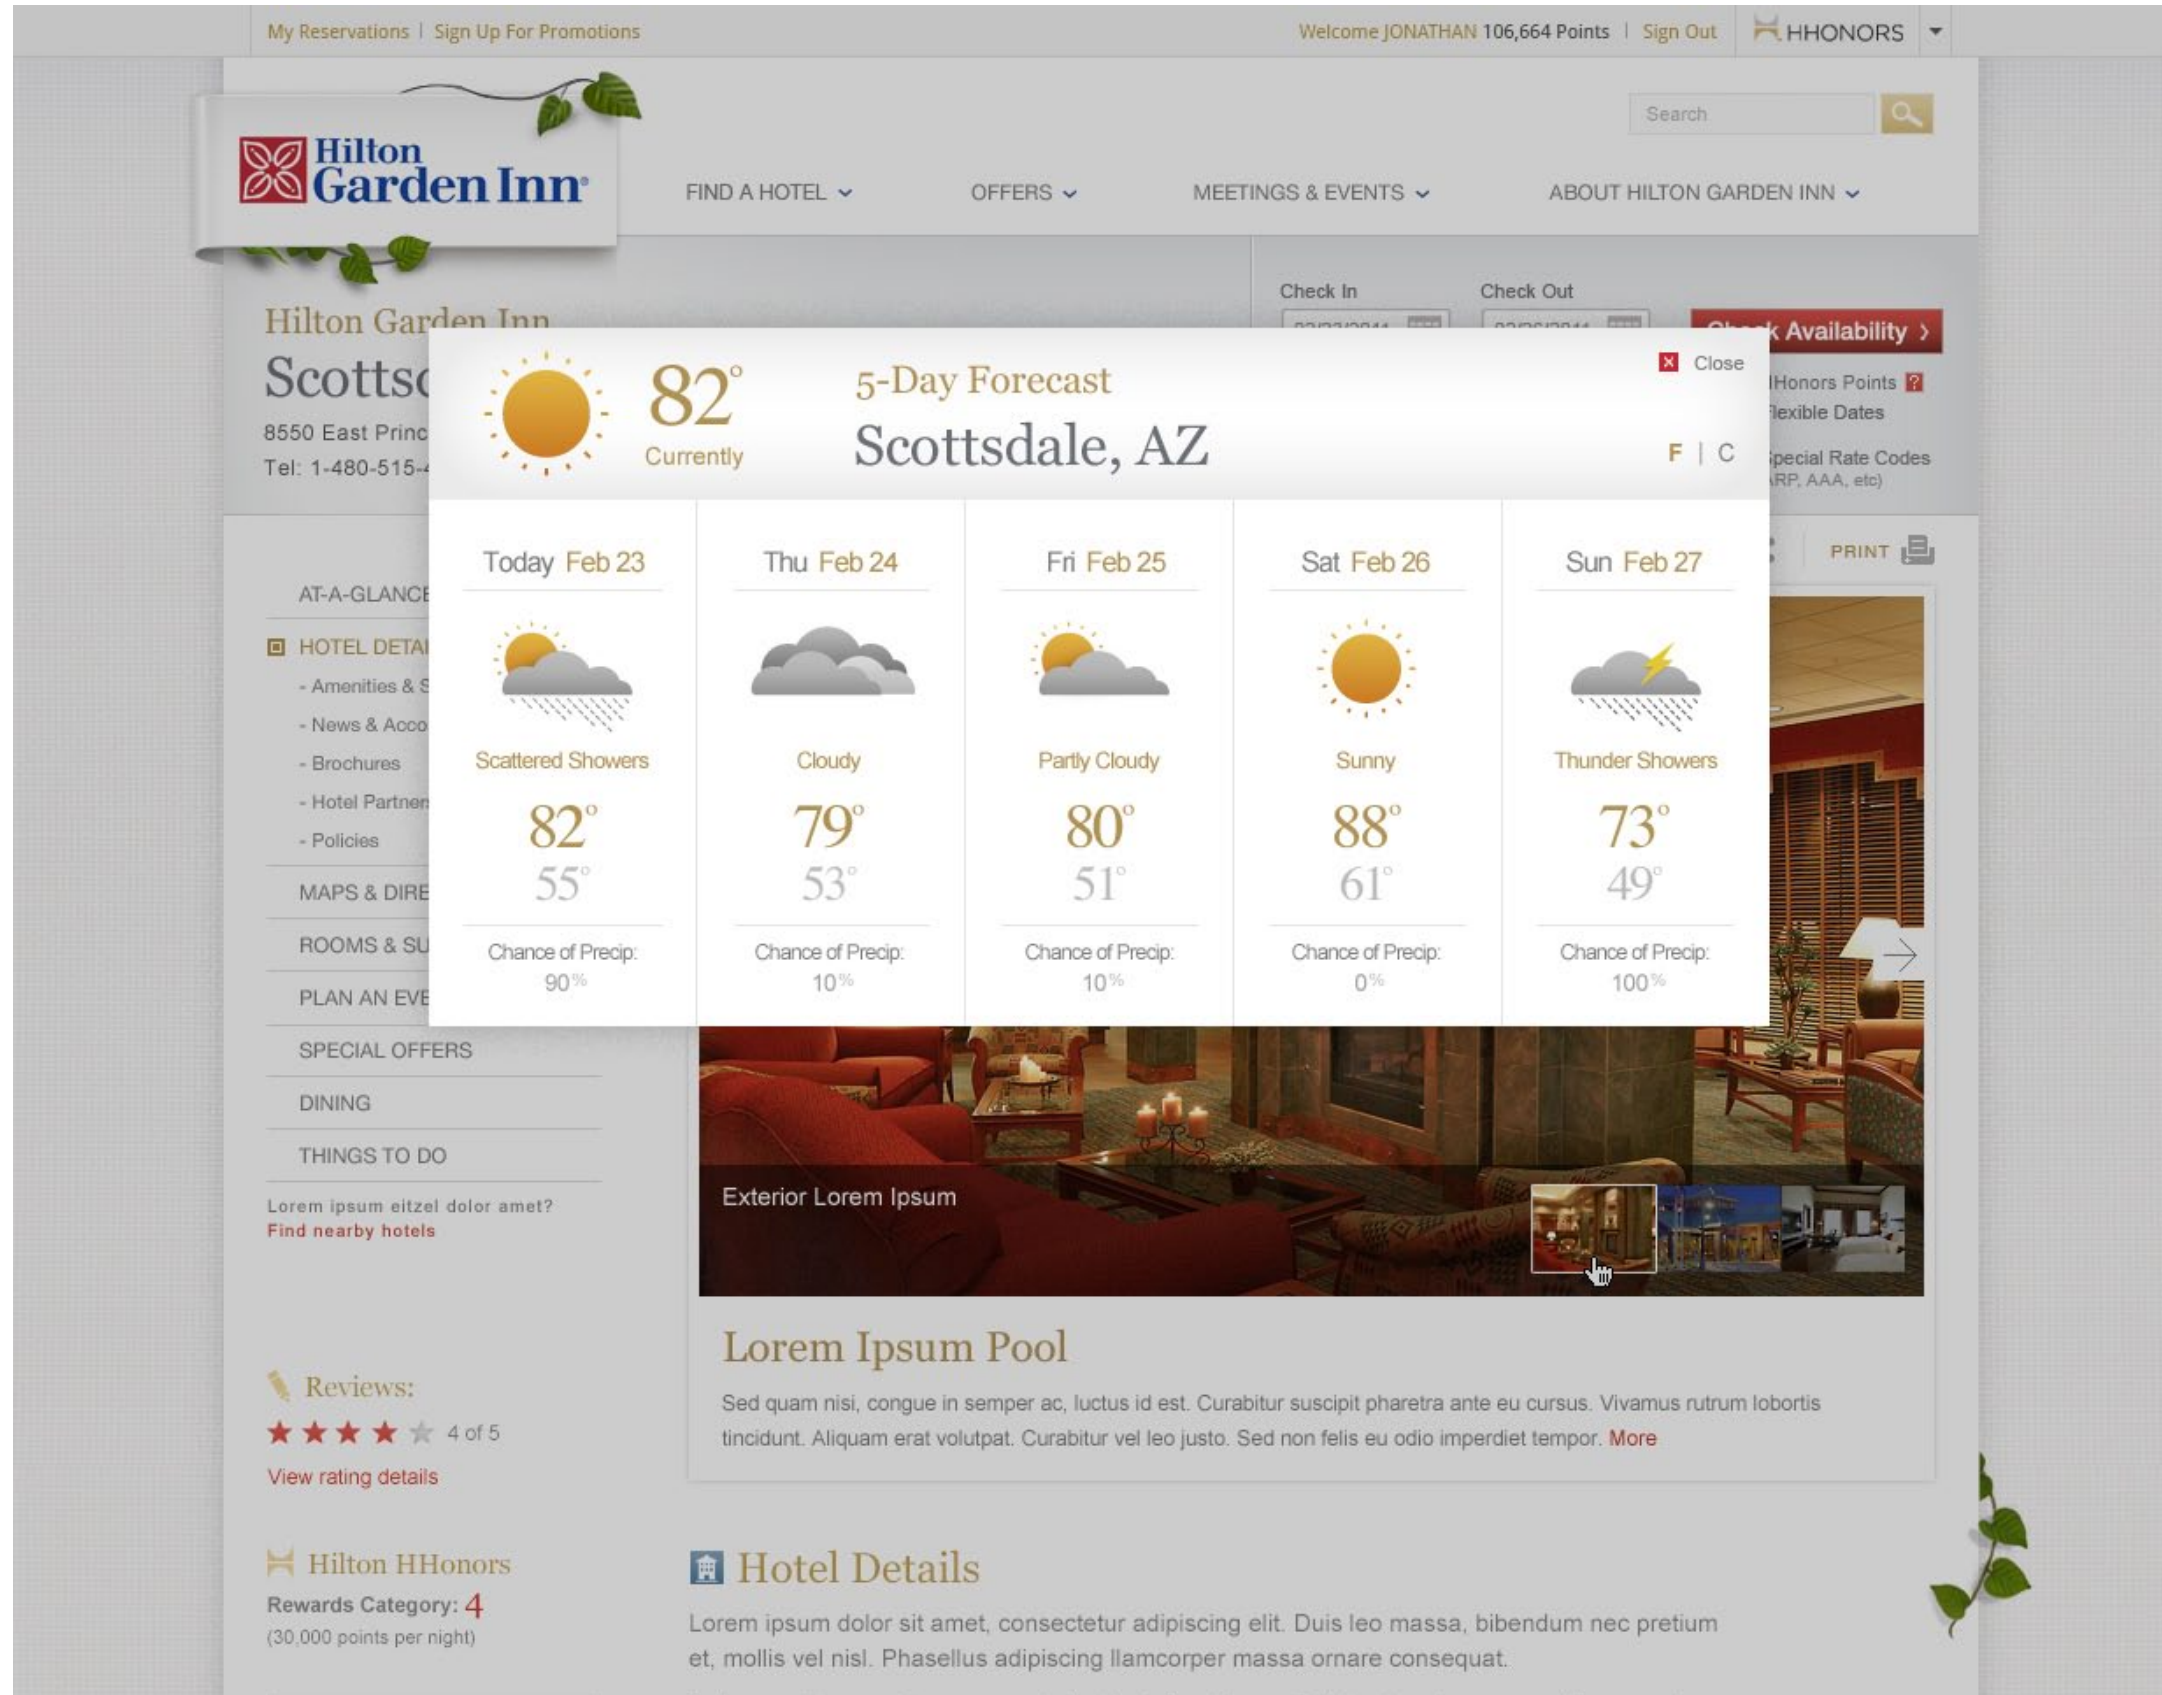 My Reservations | Sign Up For Promotions
Welcome JONATHAN 106,664 Points | Sign Out
HHONORS
Search
Hilton
Garden Inn
FIND A HOTEL
OFFERS
MEETINGS & EVENTS
ABOUT HILTON GARDEN INN
Check In
Check Out
Hilton Garden Inn
Availability
Honors Points ?
Dates
8550 East
Tel: 1-480-515-
Rate Codes
AAA, etc)
82°
Currently
5-Day Forecast
Scottsdale, AZ
Close
F | C
PRINT
Today Feb 23
Scattered Showers
82°
55°
Chance of Precip:
90%
Thu Feb 24
Cloudy
79°
53°
Chance of Precip:
10%
Fri Feb 25
Partly Cloudy
80°
51°
Chance of Precip:
10%
Sat Feb 26
Sunny
88°
61°
Chance of Precip:
0%
Sun Feb 27
Thunder Showers
73°
49°
Chance of Precip:
100%
AT-A-GLANCE
HOTEL
- Amenities &
- News &
- Brochures
- Hotel
- Policies
MAPS &
ROOMS &
PLAN AN
SPECIAL OFFERS
DINING
THINGS TO DO
Lorem ipsum eitzel dolor amet?
Find nearby hotels
Exterior Lorem Ipsum
Reviews:
4 of 5
View rating details
Hilton HHonors
Rewards Category: 4
(30,000 points per night)
Lorem Ipsum Pool
Sed quam nisi, congue in semper ac, luctus id est. Curabitur suscipit pharetra ante eu cursus. Vivamus rutrum lobortis
tincidunt. Aliquam erat volutpat. Curabitur vel leo justo. Sed non felis eu odio imperdiet tempor. More
Hotel Details
Lorem ipsum dolor sit amet, consectetur adipiscing elit. Duis leo massa, bibendum nec pretium
et, mollis vel nisl. Phasellus adipiscing llamcorper massa ornare consequat.